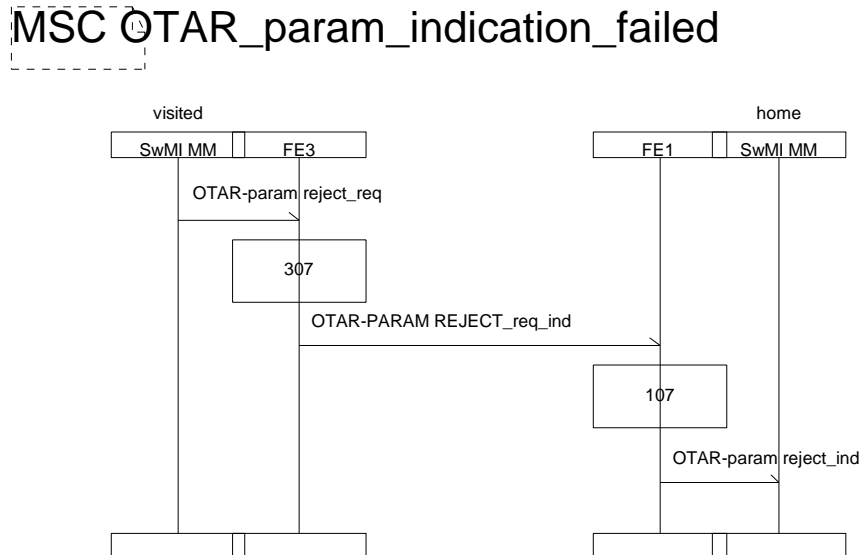 MSC OTAR_param_indication_failed
visited home
SwMI MM FE3 FE1 SwMI MM
OTAR-param reject_req
307
OTAR-PARAM REJECT_req_ind
107
OTAR-param reject_ind